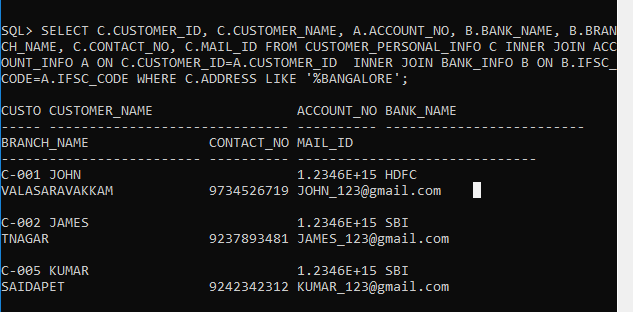 SQL> SELECT C.CUSTOMER_ID, C.CUSTOMER_NAME, A.ACCOUNT_NO, B.BANK_NAME, B.BRAN
CH_NAME, C.CONTACT_NO, C.MAIL_ID FROM CUSTOMER_PERSONAL_INFO C INNER JOIN ACC
OUNT_INFO A ON C.CUSTOMER_ID=A.CUSTOMER_ID  INNER JOIN BANK_INFO B ON B.IFSC_
CODE=A.IFSC_CODE WHERE C.ADDRESS LIKE '%BANGALORE';
CUSTO CUSTOMER_NAME                  ACCOUNT_NO BANK_NAME
----- ------------------------------ ---------- -------------------------
BRANCH_NAME               CONTACT_NO MAIL_ID
------------------------- ---------- ------------------------------
C-001 JOHN                           1.2346E+15 HDFC
VALASARAVAKKAM            9734526719 JOHN_123@gmail.com
C-002 JAMES                          1.2346E+15 SBI
TNAGAR                    9237893481 JAMES_123@gmail.com
C-005 KUMAR                          1.2346E+15 SBI
SAIDAPET                  9242342312 KUMAR_123@gmail.com